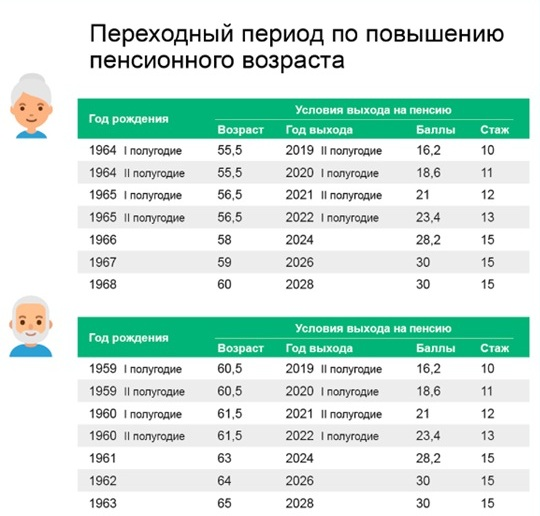 Переходный период по повышению
пенсионного возраста
Год рождения Условия выхода на пенсию
Возраст Год выхода Баллы Стаж
1964 I полугодие 55,5 2019 II полугодие 16,2 10
1964 II полугодие 55,5 2020 I полугодие 18,6 11
1965 I полугодие 56,5 2021 II полугодие 21 12
1965 II полугодие 56,5 2022 I полугодие 23,4 13
1966 58 2024 28,2 15
1967 59 2026 30 15
1968 60 2028 30 15
Год рождения Условия выхода на пенсию
Возраст Год выхода Баллы Стаж
1959 I полугодие 60,5 2019 II полугодие 16,2 10
1959 II полугодие 60,5 2020 I полугодие 18,6 11
1960 I полугодие 61,5 2021 II полугодие 21 12
1960 II полугодие 61,5 2022 I полугодие 23,4 13
1961 63 2024 28,2 15
1962 64 2026 30 15
1963 65 2028 30 15